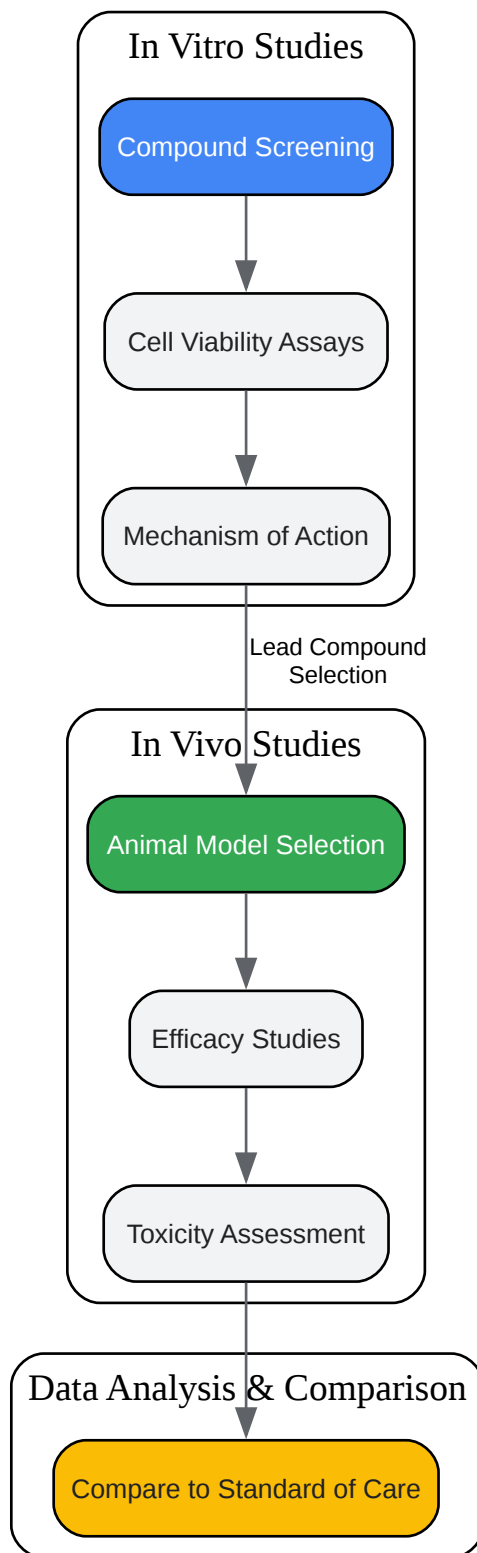 In Vitro Studies
Compound Screening
Cell Viability Assays
Mechanism of Action
Lead Compound
Selection
In Vivo Studies
Animal Model Selection
Efficacy Studies
Toxicity Assessment
Data Analysis & Comparison
Compare to Standard of Care